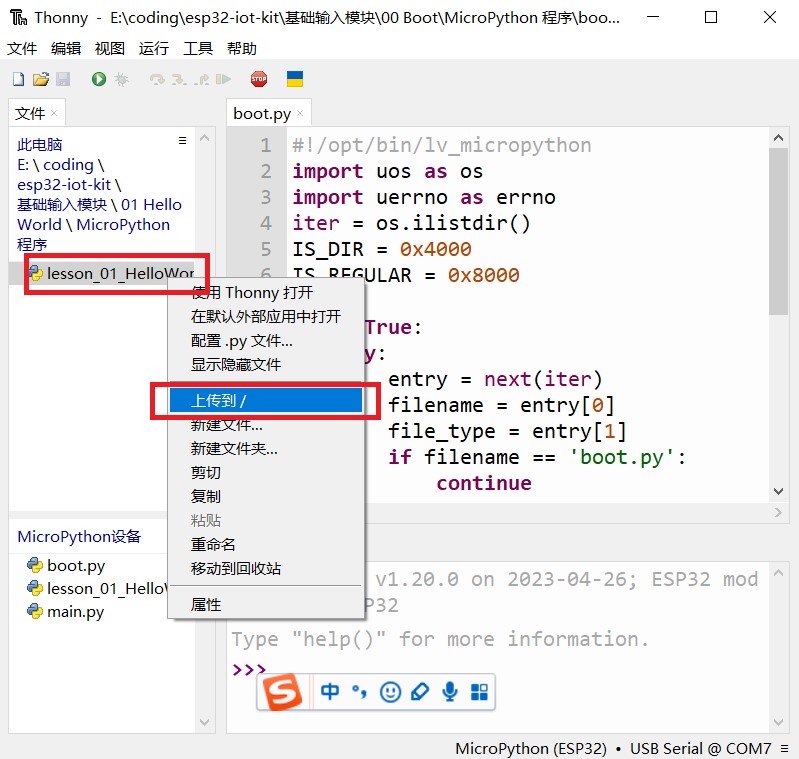 Thonny - E:\coding\esp32-iot-kit\基础输入模块\00 Boot\MicroPython 程序\boo...
文件 编辑 视图 运行 工具 帮助
STOP
文件
此电脑
E: \ coding \
esp32-iot-kit \
基础输入模块 \ 01 Hello
World \ MicroPython
程序
lesson_01_HelloWor
使用 Thonny 打开
在默认外部应用中打开
配置 .py 文件...
显示隐藏文件
上传到 /
新建文件...
新建文件夹...
剪切
复制
粘贴
重命名
移动到回收站
属性
MicroPython设备
boot.py
lesson_01_HelloW
main.py
boot.py
1 #!/opt/bin/lv_micropython
2 import uos as os
3 import uerrno as errno
4 iter = os.ilistdir()
5 IS_DIR = 0x4000
6 IS_REGULAR = 0x8000
True:
y:
entry = next(iter)
filename = entry[0]
file_type = entry[1]
if filename == 'boot.py':
continue
v1.20.0 on 2023-04-26; ESP32 mod
P32
Type "help()" for more information.
>>>
S 中
MicroPython (ESP32) • USB Serial @ COM7